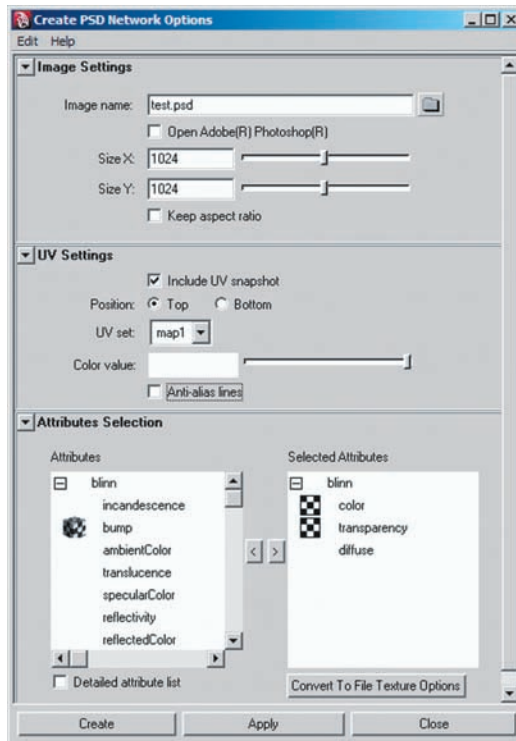 Create PSD Network Options
Edit Help
Image Settings
Image name: test.psd
Open Adobe(R) Photoshop(R)
Size X: 1024
Size Y: 1024
Keep aspect ratio
UV Settings
Include UV snapshot
Position: Top Bottom
UV set: map1
Color value:
Anti-alias lines
Attributes Selection
Attributes
blinn
incandescence
bump
ambientColor
translucence
specularColor
reflectivity
reflectedColor
Detailed attribute list
< >
Selected Attributes
blinn
color
transparency
diffuse
Convert To File Texture Options
Create Apply Close